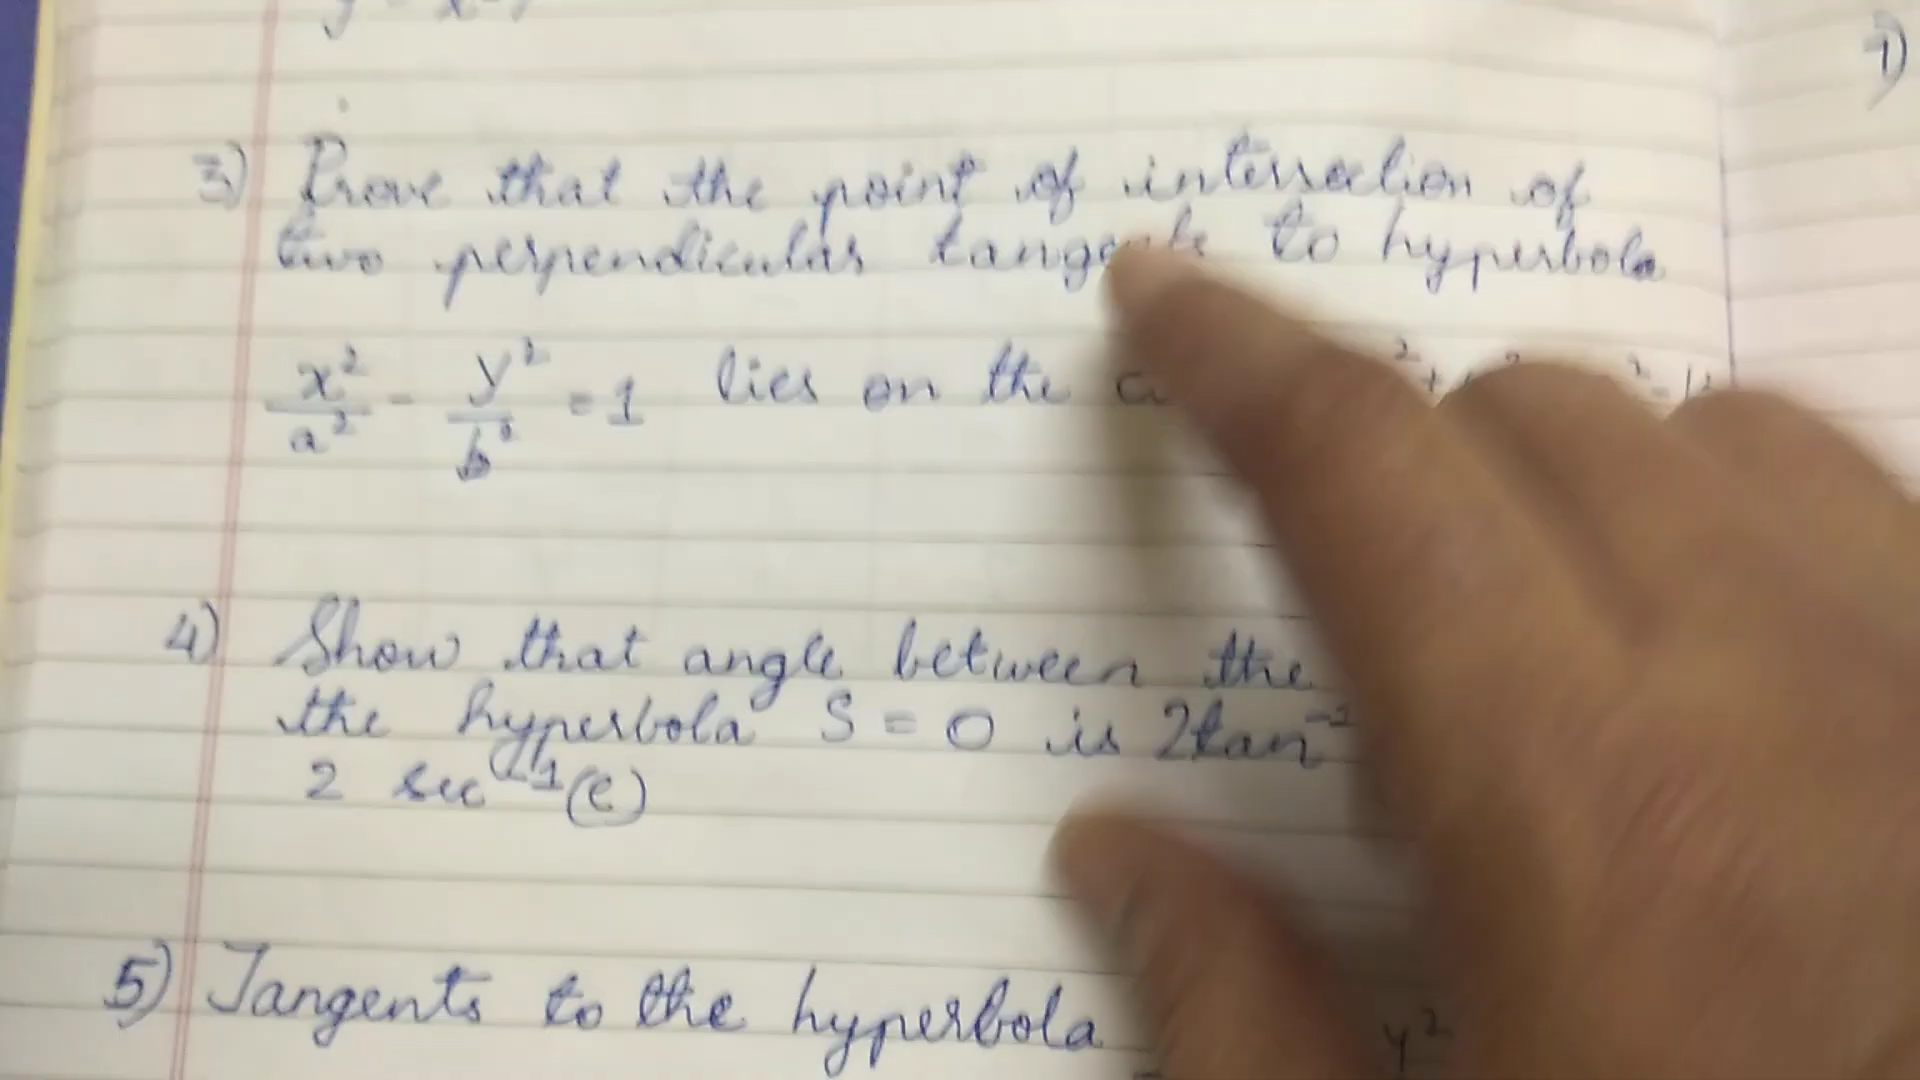 3) Prove that the point of intersection of
two perpendicular tangents to hyperbola
x²/a² - y²/b² = 1 lies on the
4) Show that angle between the
the hyperbola S = 0 is 2tan⁻¹
2 sec⁻¹(e)
5) Tangents to the hyperbola
y²